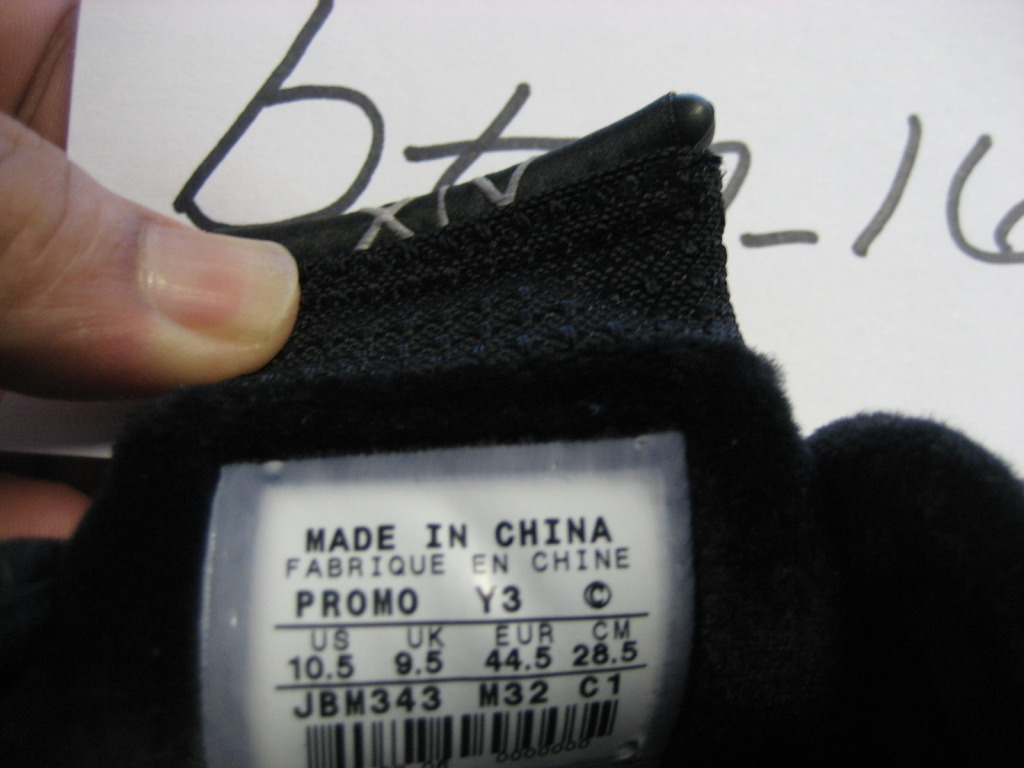 XIV
MADE IN CHINA
FABRIQUE EN CHINE
PROMO Y3 ©
US UK EUR CM
10.5 9.5 44.5 28.5
JBM343 M32 C1